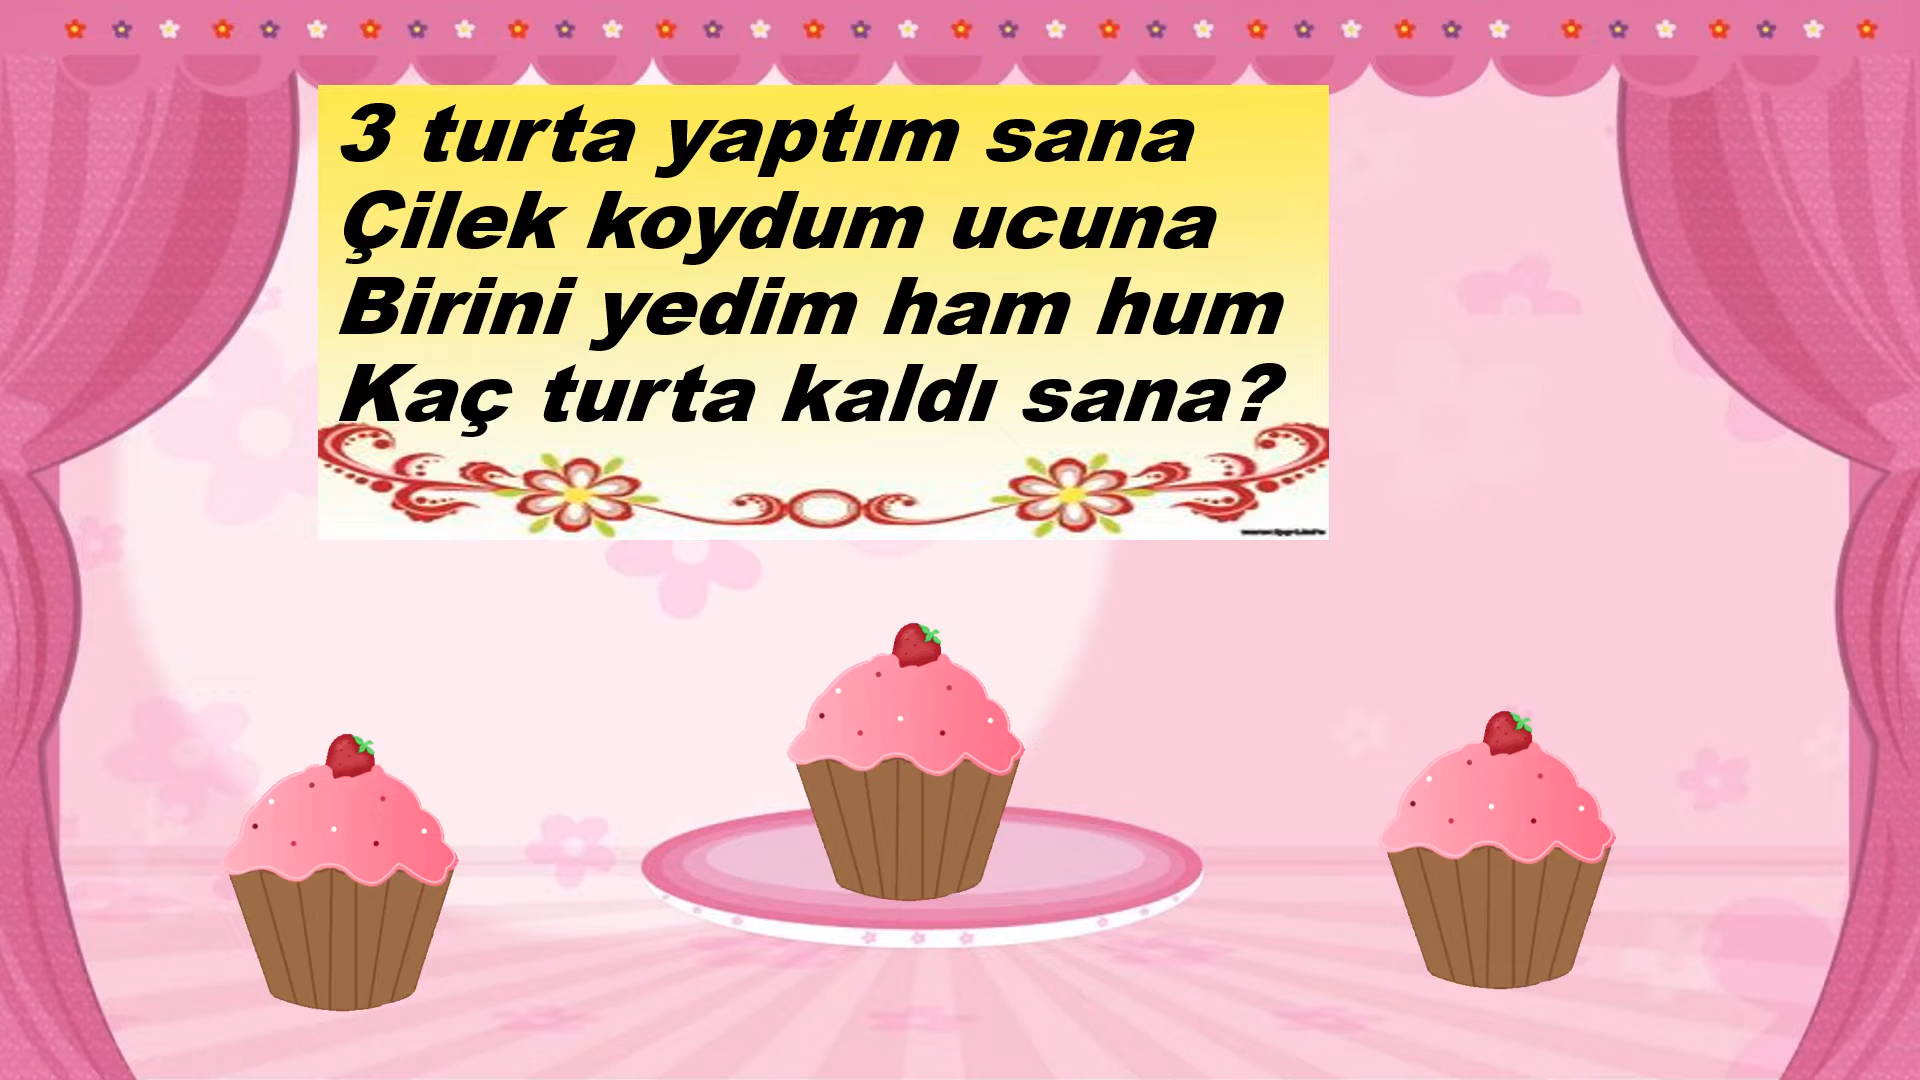 3 turta yaptım sana
Çilek koydum ucuna
Birini yedim ham hum
Kaç turta kaldı sana?